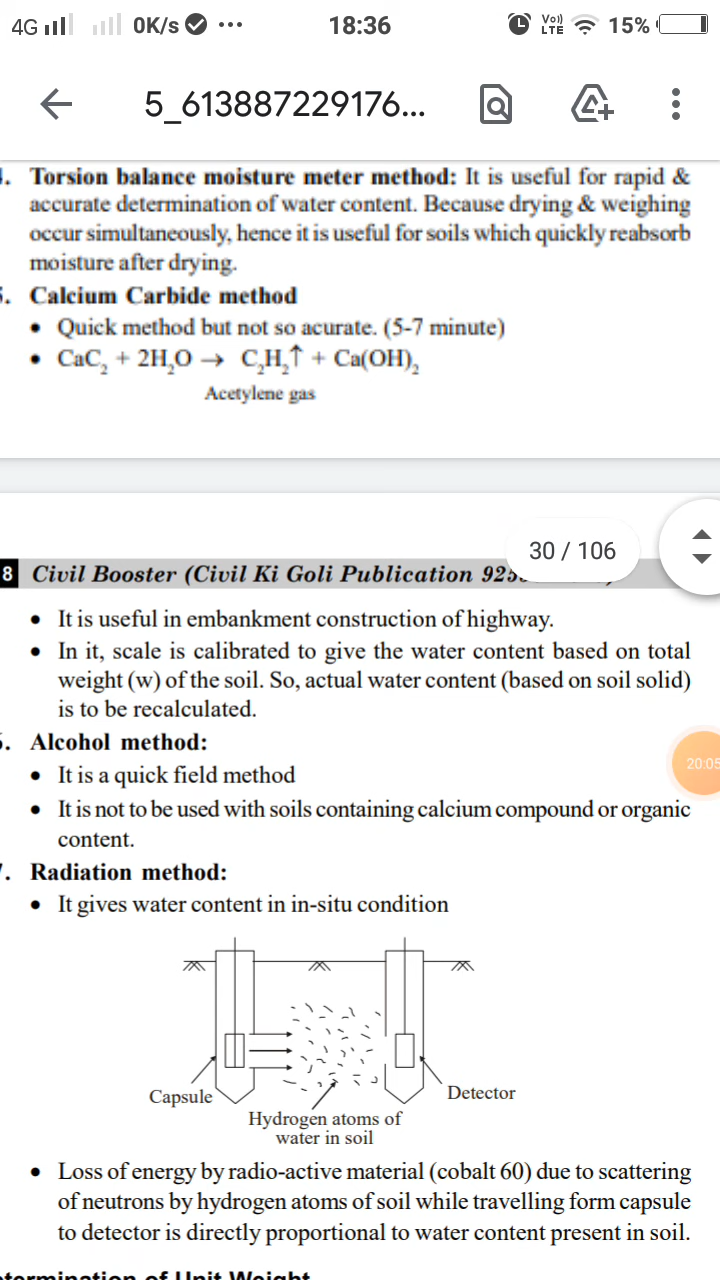 4G 0K/s ... 18:36 Vo)) LTE 15%
5_613887229176...
Torsion balance moisture meter method: It is useful for rapid &
accurate determination of water content. Because drying & weighing
occur simultaneously, hence it is useful for soils which quickly reabsorb
moisture after drying.
Calcium Carbide method
• Quick method but not so acurate. (5-7 minute)
• CaC₂ + 2H₂O → C₂H₂↑ + Ca(OH)₂
Acetylene gas
30 / 106
8 Civil Booster (Civil Ki Goli Publication
• It is useful in embankment construction of highway.
• In it, scale is calibrated to give the water content based on total
weight (w) of the soil. So, actual water content (based on soil solid)
is to be recalculated.
Alcohol method:
• It is a quick field method
• It is not to be used with soils containing calcium compound or organic
content.
20:05
Radiation method:
• It gives water content in in-situ condition
Capsule
Detector
Hydrogen atoms of
water in soil
• Loss of energy by radio-active material (cobalt 60) due to scattering
of neutrons by hydrogen atoms of soil while travelling form capsule
to detector is directly proportional to water content present in soil.
of Unit Weight